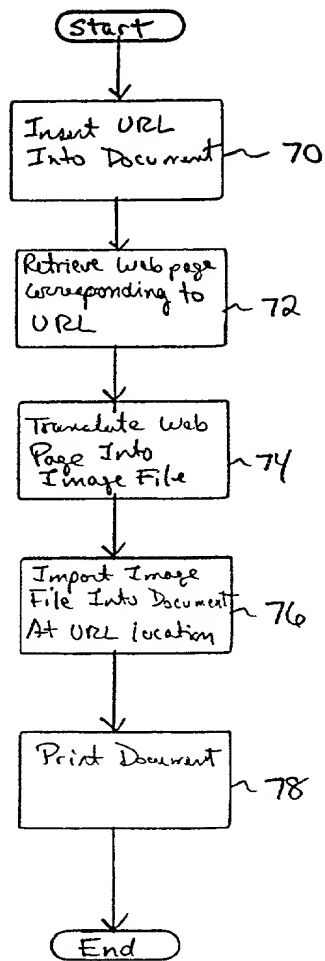 Start
Insert URL
Into Document
70
Retrieve Web page
corresponding to
URL
72
Translate Web
Page Into
Image File
74
Import Image
File Into Document
At URL location
76
Print Document
78
End